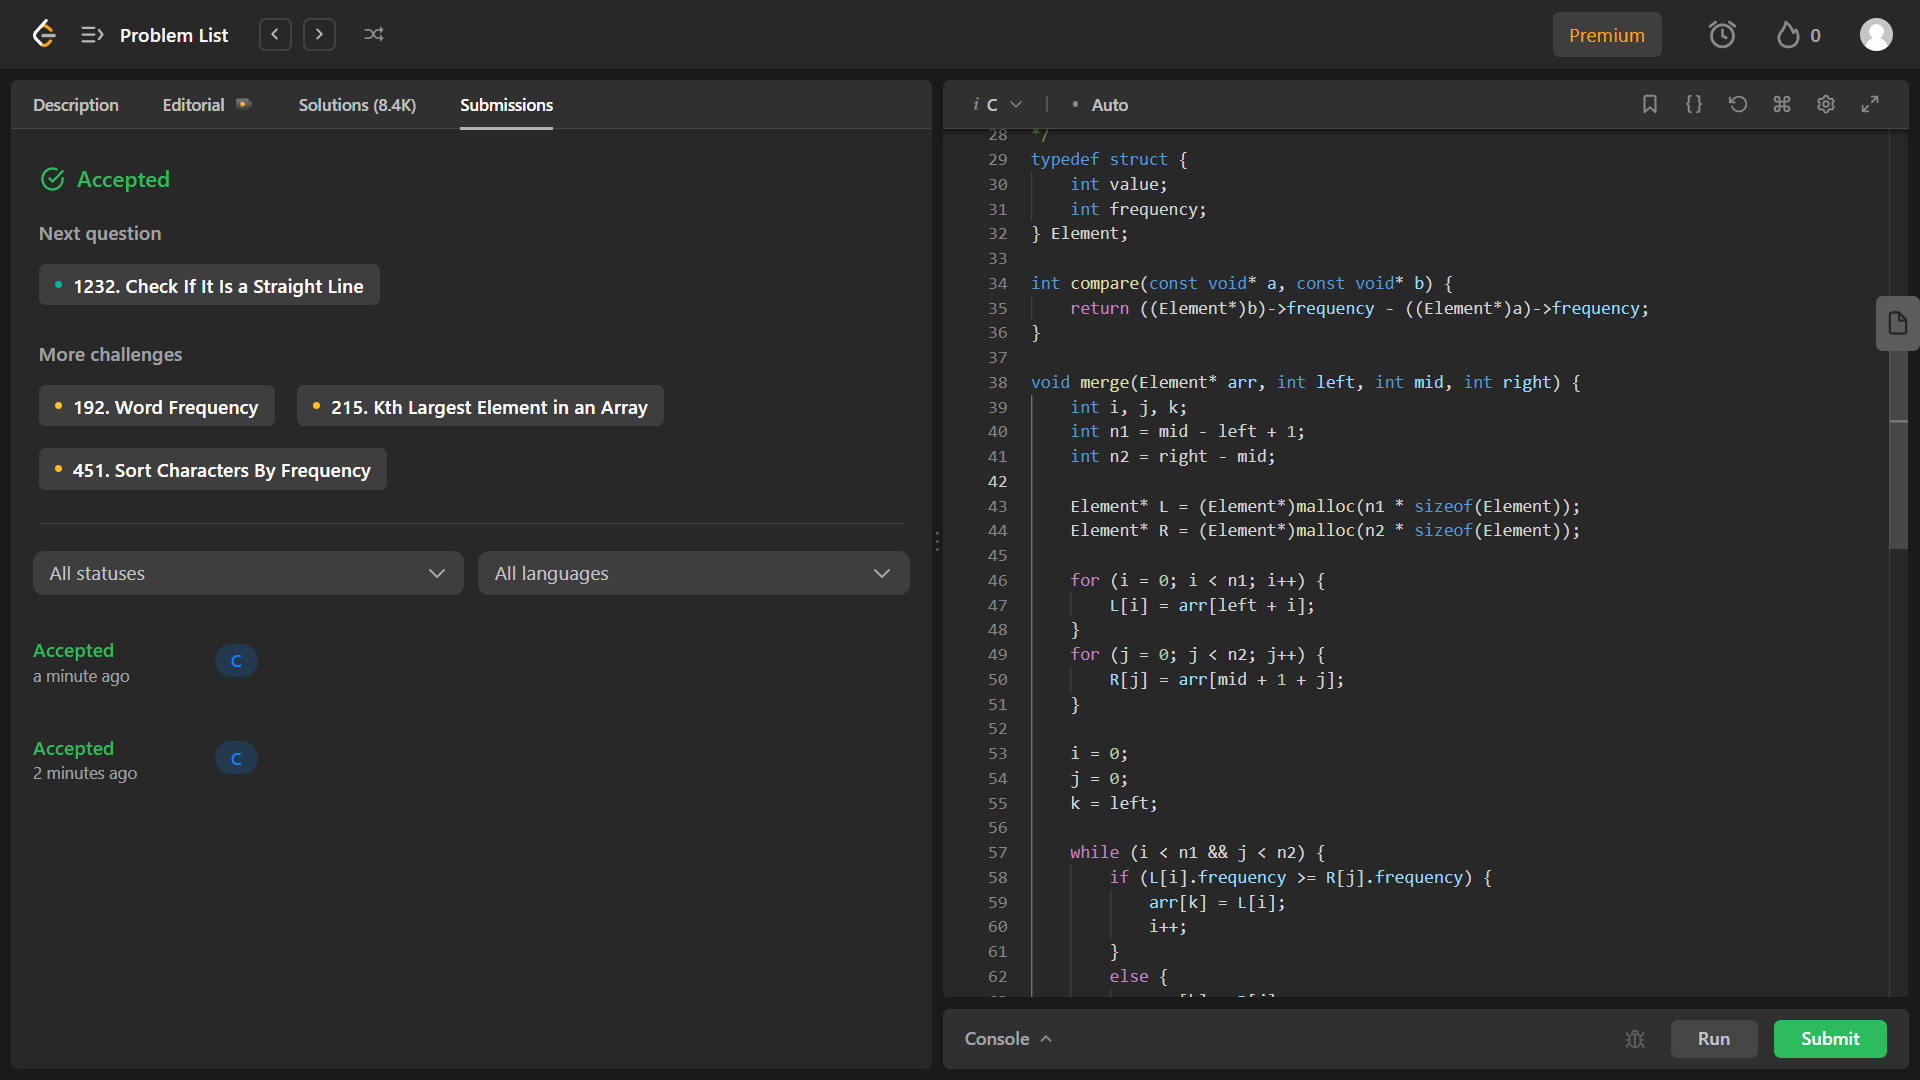 Problem List
Premium
0
Description
Editorial
Solutions (8.4K)
Submissions
Accepted
Next question
1232. Check If It Is a Straight Line
More challenges
192. Word Frequency
215. Kth Largest Element in an Array
451. Sort Characters By Frequency
All statuses
All languages
Accepted
a minute ago
C
Accepted
2 minutes ago
C
i C
Auto
28 */
29 typedef struct {
30     int value;
31     int frequency;
32 } Element;
33
34 int compare(const void* a, const void* b) {
35     return ((Element*)b)->frequency - ((Element*)a)->frequency;
36 }
37
38 void merge(Element* arr, int left, int mid, int right) {
39     int i, j, k;
40     int n1 = mid - left + 1;
41     int n2 = right - mid;
42
43     Element* L = (Element*)malloc(n1 * sizeof(Element));
44     Element* R = (Element*)malloc(n2 * sizeof(Element));
45
46     for (i = 0; i < n1; i++) {
47         L[i] = arr[left + i];
48     }
49     for (j = 0; j < n2; j++) {
50         R[j] = arr[mid + 1 + j];
51     }
52
53     i = 0;
54     j = 0;
55     k = left;
56
57     while (i < n1 && j < n2) {
58         if (L[i].frequency >= R[j].frequency) {
59             arr[k] = L[i];
60             i++;
61         }
62         else {
Console
Run
Submit